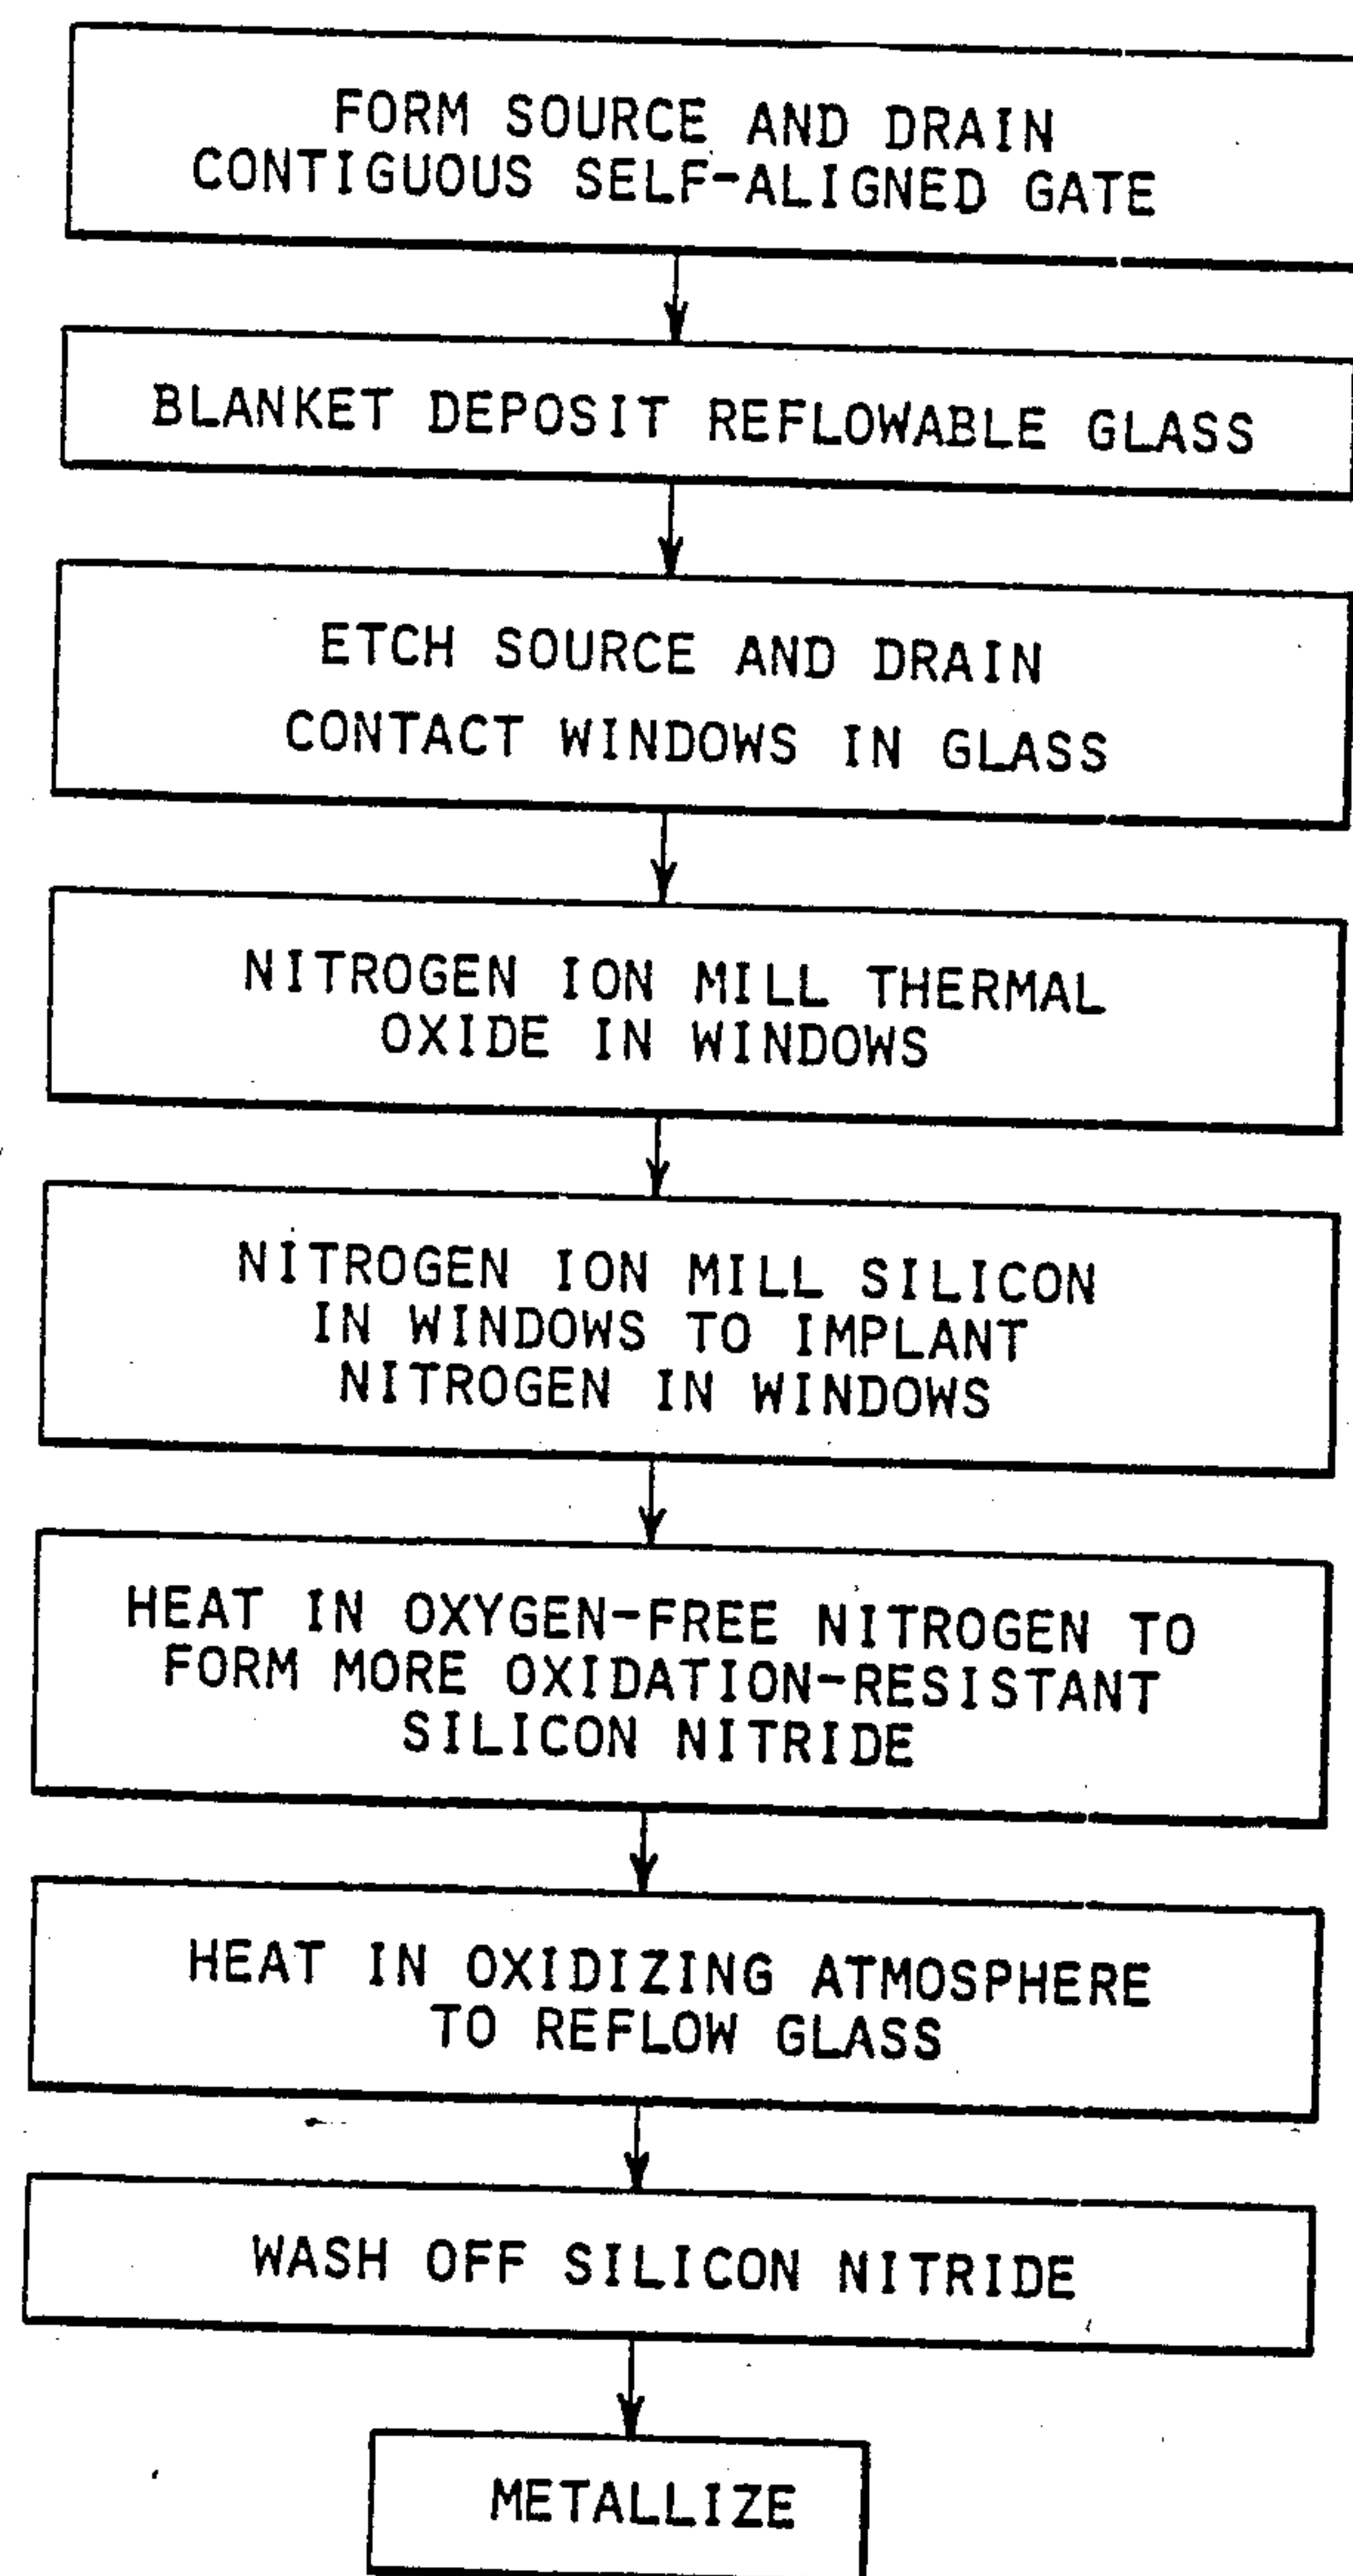 FORM SOURCE AND DRAIN
CONTIGUOUS SELF-ALIGNED GATE
BLANKET DEPOSIT REFLOWABLE GLASS
ETCH SOURCE AND DRAIN
CONTACT WINDOWS IN GLASS
NITROGEN ION MILL THERMAL
OXIDE IN WINDOWS
NITROGEN ION MILL SILICON
IN WINDOWS TO IMPLANT
NITROGEN IN WINDOWS
HEAT IN OXYGEN-FREE NITROGEN TO
FORM MORE OXIDATION-RESISTANT
SILICON NITRIDE
HEAT IN OXIDIZING ATMOSPHERE
TO REFLOW GLASS
WASH OFF SILICON NITRIDE
METALLIZE